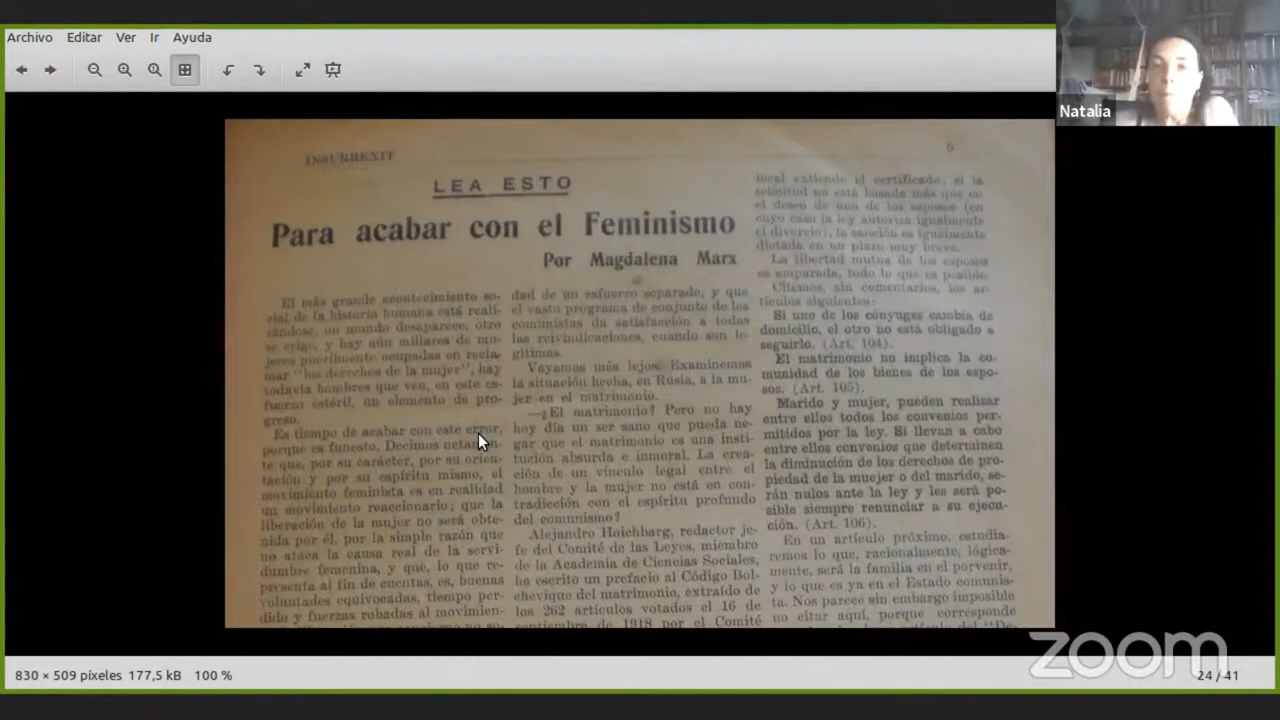 Archivo Editar Ver Ir Ayuda
Natalia
INSURREXIT
6
LEA ESTO
Para acabar con el Feminismo
Por Magdalena Marx
El más grande acontecimiento so-
cial de la historia humana está reali-
zándose, un mundo desaparece, otro
se erige, y hay aún millares de mu-
jeres puerilmente ocupadas en recla-
mar "los derechos de la mujer", hay
todavía hombres que ven, en este es-
fuerzo estéril, un elemento de pro-
greso.
Es tiempo de acabar con este error,
porque es funesto. Decimos netamen-
te que, por su carácter, por su orien-
tación y por su espíritu mismo, el
movimiento feminista es en realidad
un movimiento reaccionario; que la
liberación de la mujer no será obte-
nida por él, por la simple razón que
no ataca la causa real de la servi-
dumbre femenina, y que, lo que re-
presenta al fin de cuentas, es, buenas
voluntades equivocadas, tiempo per-
dido y fuerzas robadas al movimien-
dad de un esfuerzo separado, y que
el vasto programa de conjunto de los
comunistas da satisfacción a todas
las reivindicaciones, cuando son le-
gítimas.
Vayamos más lejos. Examinemos
la situación hecha, en Rusia, a la mu-
jer en el matrimonio.
—¿El matrimonio? Pero no hay
hoy día un ser sano que pueda ne-
gar que el matrimonio es una insti-
tución absurda e inmoral. La crea-
ción de un vínculo legal entre el
hombre y la mujer no está en con-
tradicción con el espíritu profundo
del comunismo?
Alejandro Hoichbarg, redactor je-
fe del Comité de las Leyes, miembro
de la Academia de Ciencias Sociales,
ha escrito un prefacio al Código Bol-
chevique del matrimonio, extraído de
los 262 artículos votados el 16 de
septiembre de 1918 por el Comité
local extiende el certificado; si la
solicitud no está basada más que en
el deseo de uno de los esposos (en
cuyo caso la ley autoriza igualmente
el divorcio), la sanción es igualmente
dictada en un plazo muy breve.
La libertad mutua de los esposos
es amparada, todo lo que es posible.
Citemos, sin comentarios, los ar-
tículos siguientes:
Si uno de los cónyuges cambia de
domicilio, el otro no está obligado a
seguirlo. (Art. 104).
El matrimonio no implica la co-
munidad de los bienes de los espo-
sos. (Art. 105).
Marido y mujer, pueden realizar
entre ellos todos los convenios per-
mitidos por la ley. Si llevan a cabo
entre ellos convenios que determinen
la diminución de los derechos de pro-
piedad de la muejer o del marido, se-
rán nulos ante la ley y les será po-
sible siempre renunciar a su ejecu-
ción. (Art. 106).
En un artículo próximo, estudia-
remos lo que, racionalmente, lógica-
mente, será la familia en el porvenir,
y lo que es ya en el Estado comunis-
ta. Nos parece sin embargo imposible
no citar aquí, porque corresponde
zoom
830 × 509 píxeles 177,5 kB 100 %
24 / 41